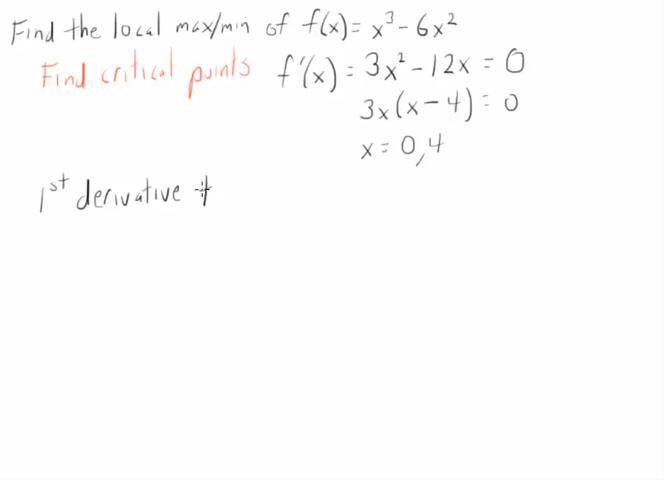 Find the local max/min of f(x) = x³ - 6x²
Find critical points f'(x) = 3x² - 12x = 0
3x(x - 4) = 0
x = 0,4
1st derivative t